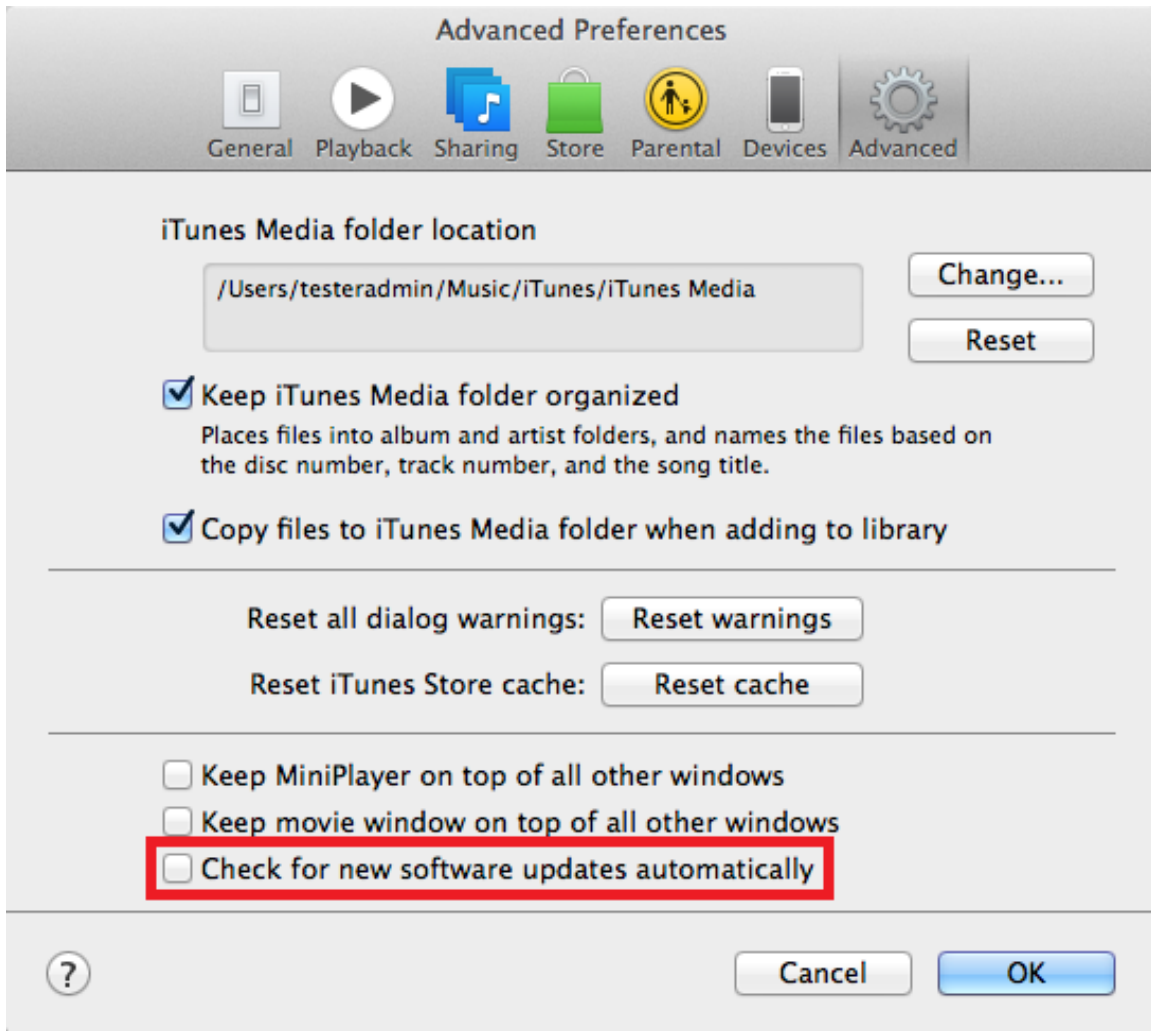 Advanced Preferences
General Playback Sharing Store Parental Devices Advanced
iTunes Media folder location
/Users/testeradmin/Music/iTunes/iTunes Media
Change...
Reset
Keep iTunes Media folder organized
Places files into album and artist folders, and names the files based on
the disc number, track number, and the song title.
Copy files to iTunes Media folder when adding to library
Reset all dialog warnings: Reset warnings
Reset iTunes Store cache: Reset cache
Keep MiniPlayer on top of all other windows
Keep movie window on top of all other windows
Check for new software updates automatically
? Cancel OK